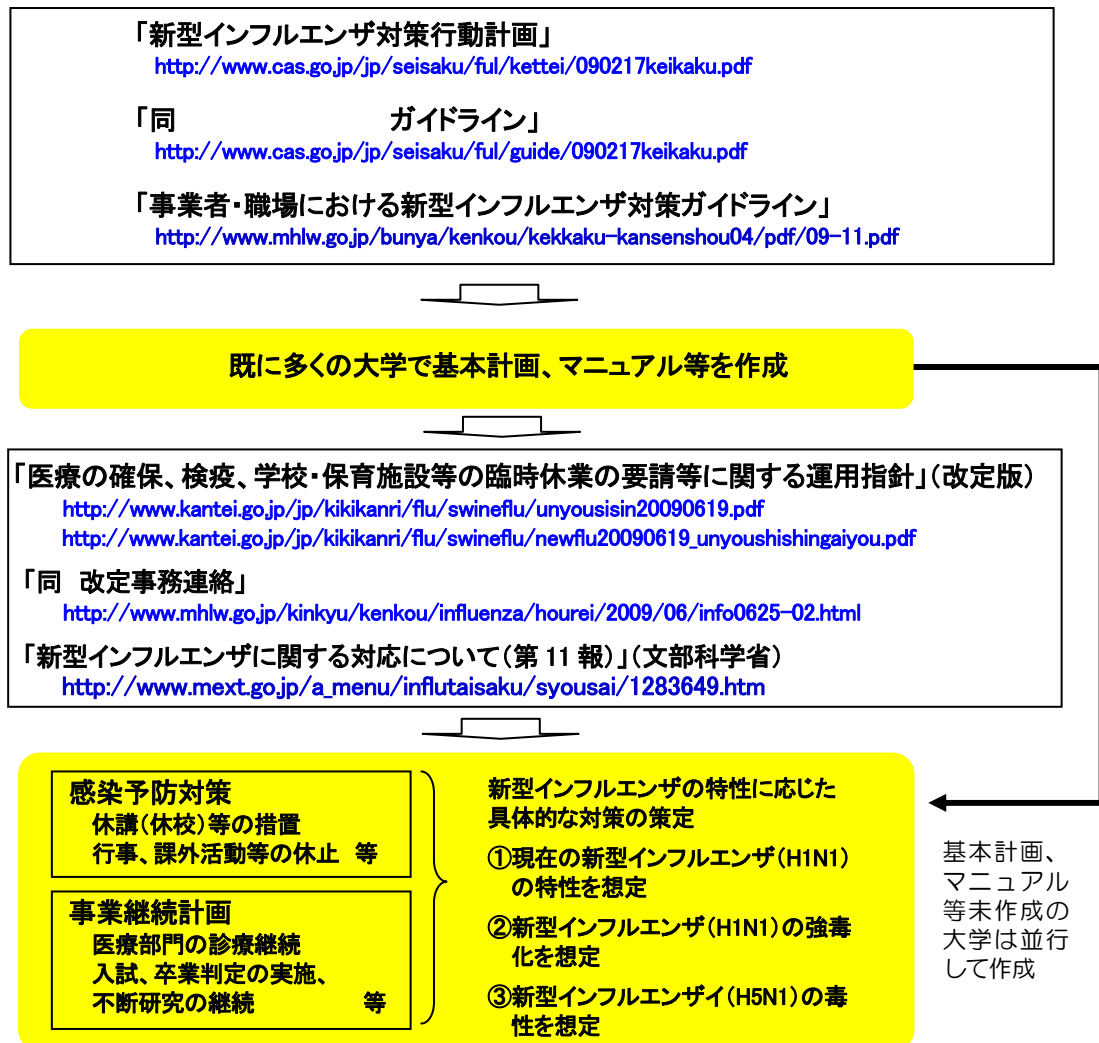 「新型インフルエンザ対策行動計画」
http://www.cas.go.jp/jp/seisaku/ful/kettei/090217keikaku.pdf
「同 ガイドライン」
http://www.cas.go.jp/jp/seisaku/ful/guide/090217keikaku.pdf
「事業者・職場における新型インフルエンザ対策ガイドライン」
http://www.mhlw.go.jp/bunya/kenkou/kekkaku-kansenshou04/pdf/09-11.pdf
既に多くの大学で基本計画、マニュアル等を作成
「医療の確保、検疫、学校・保育施設等の臨時休業の要請等に関する運用指針」（改定版）
http://www.kantei.go.jp/jp/kikikanri/flu/swineflu/unyousisin20090619.pdf
http://www.kantei.go.jp/jp/kikikanri/flu/swineflu/newflu20090619_unyoushishingaiyou.pdf
「同 改定事務連絡」
http://www.mhlw.go.jp/kinkyu/kenkou/influenza/hourei/2009/06/info0625-02.html
「新型インフルエンザに関する対応について（第 11 報）」（文部科学省）
http://www.mext.go.jp/a_menu/influtaisaku/syousai/1283649.htm
感染予防対策
休講（休校）等の措置
行事、課外活動等の休止 等
事業継続計画
医療部門の診療継続
入試、卒業判定の実施、
不断研究の継続 等
新型インフルエンザの特性に応じた
具体的な対策の策定
①現在の新型インフルエンザ（H1N1）
の特性を想定
②新型インフルエンザ（H1N1）の強毒
化を想定
③新型インフルエンザイ（H5N1）の毒
性を想定
基本計画、
マニュアル
等未作成の
大学は並行
して作成